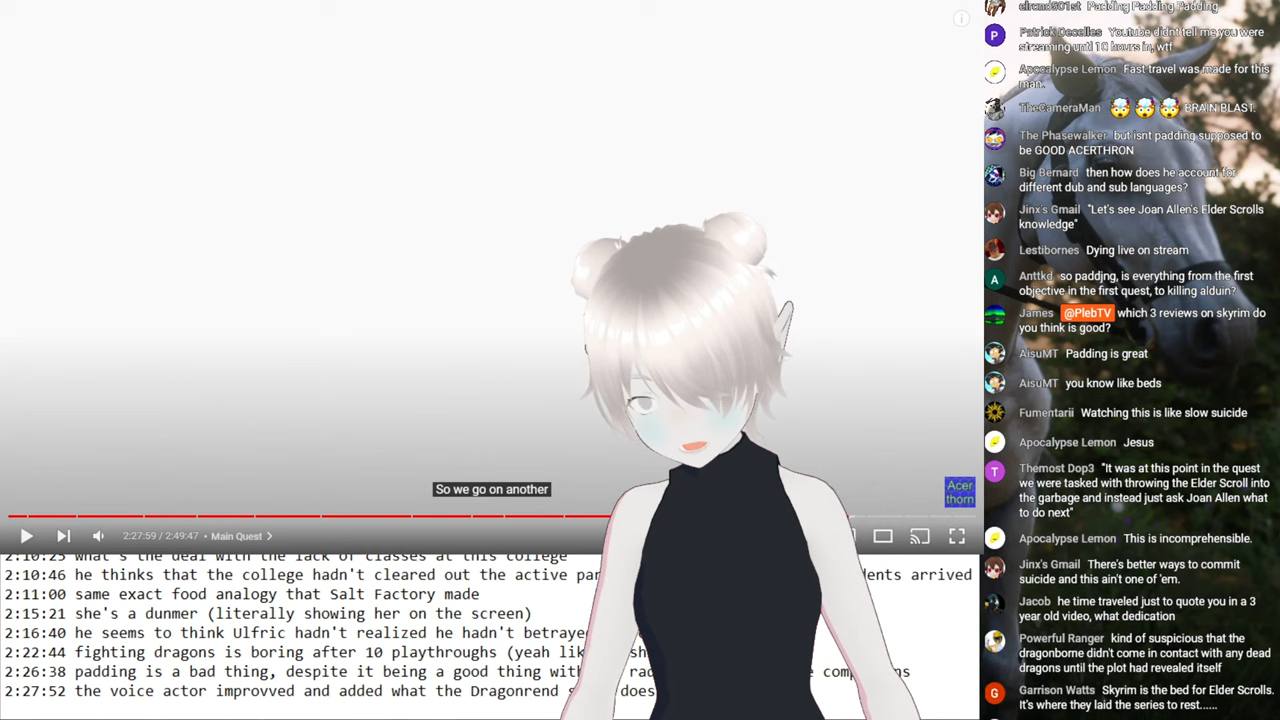 So we go on another
Acer
thorn
2:27:59 / 2:49:47 • Main Quest >
2:10:25 what's the deal with the lack of classes at this college
2:10:46 he thinks that the college hadn't cleared out the active dents arrived
2:11:00 same exact food analogy that Salt Factory made
2:15:21 she's a dunmer (literally showing her on the screen)
2:16:40 he seems to think Ulfric hadn't realized he hadn't betraye
2:22:44 fighting dragons is boring after 10 playthroughs (yeah
2:26:38 padding is a bad thing, despite it being a good thing
2:27:52 the voice actor improvved and added what the Dragonrend does
elrcmd501st Padding Padding Padding
Patrick Decelles Youtube didnt tell me you were
streaming until 10 hours in, wtf
Apocalypse Lemon Fast travel was made for this
man.
TheCameraMan 🤯 🤯 🤯 BRAIN BLAST.
The Phasewalker but isnt padding supposed to
be GOOD ACERTHRON
Big Bernard then how does he account for
different dub and sub languages?
Jinx's Gmail "Let's see Joan Allen's Elder Scrolls
knowledge"
Lestibornes Dying live on stream
A
Anttkd so paddjng, is everything from the first
objective in the first quest, to killing alduin?
James @PlebTV which 3 reviews on skyrim do
you think is good?
AisuMT Padding is great
AisuMT you know like beds
Fumentarii Watching this is like slow suicide
Apocalypse Lemon Jesus
T
Themost Dop3 "It was at this point in the quest
we were tasked with throwing the Elder Scroll into
the garbage and instead just ask Joan Allen what
to do next"
Apocalypse Lemon This is incomprehensible.
Jinx's Gmail There's better ways to commit
suicide and this ain't one of 'em.
Jacob he time traveled just to quote you in a 3
year old video, what dedication
Powerful Ranger kind of suspicious that the
dragonborne didn't come in contact with any dead
dragons until the plot had revealed itself
G
Garrison Watts Skyrim is the bed for Elder Scrolls.
It's where they laid the series to rest......
P